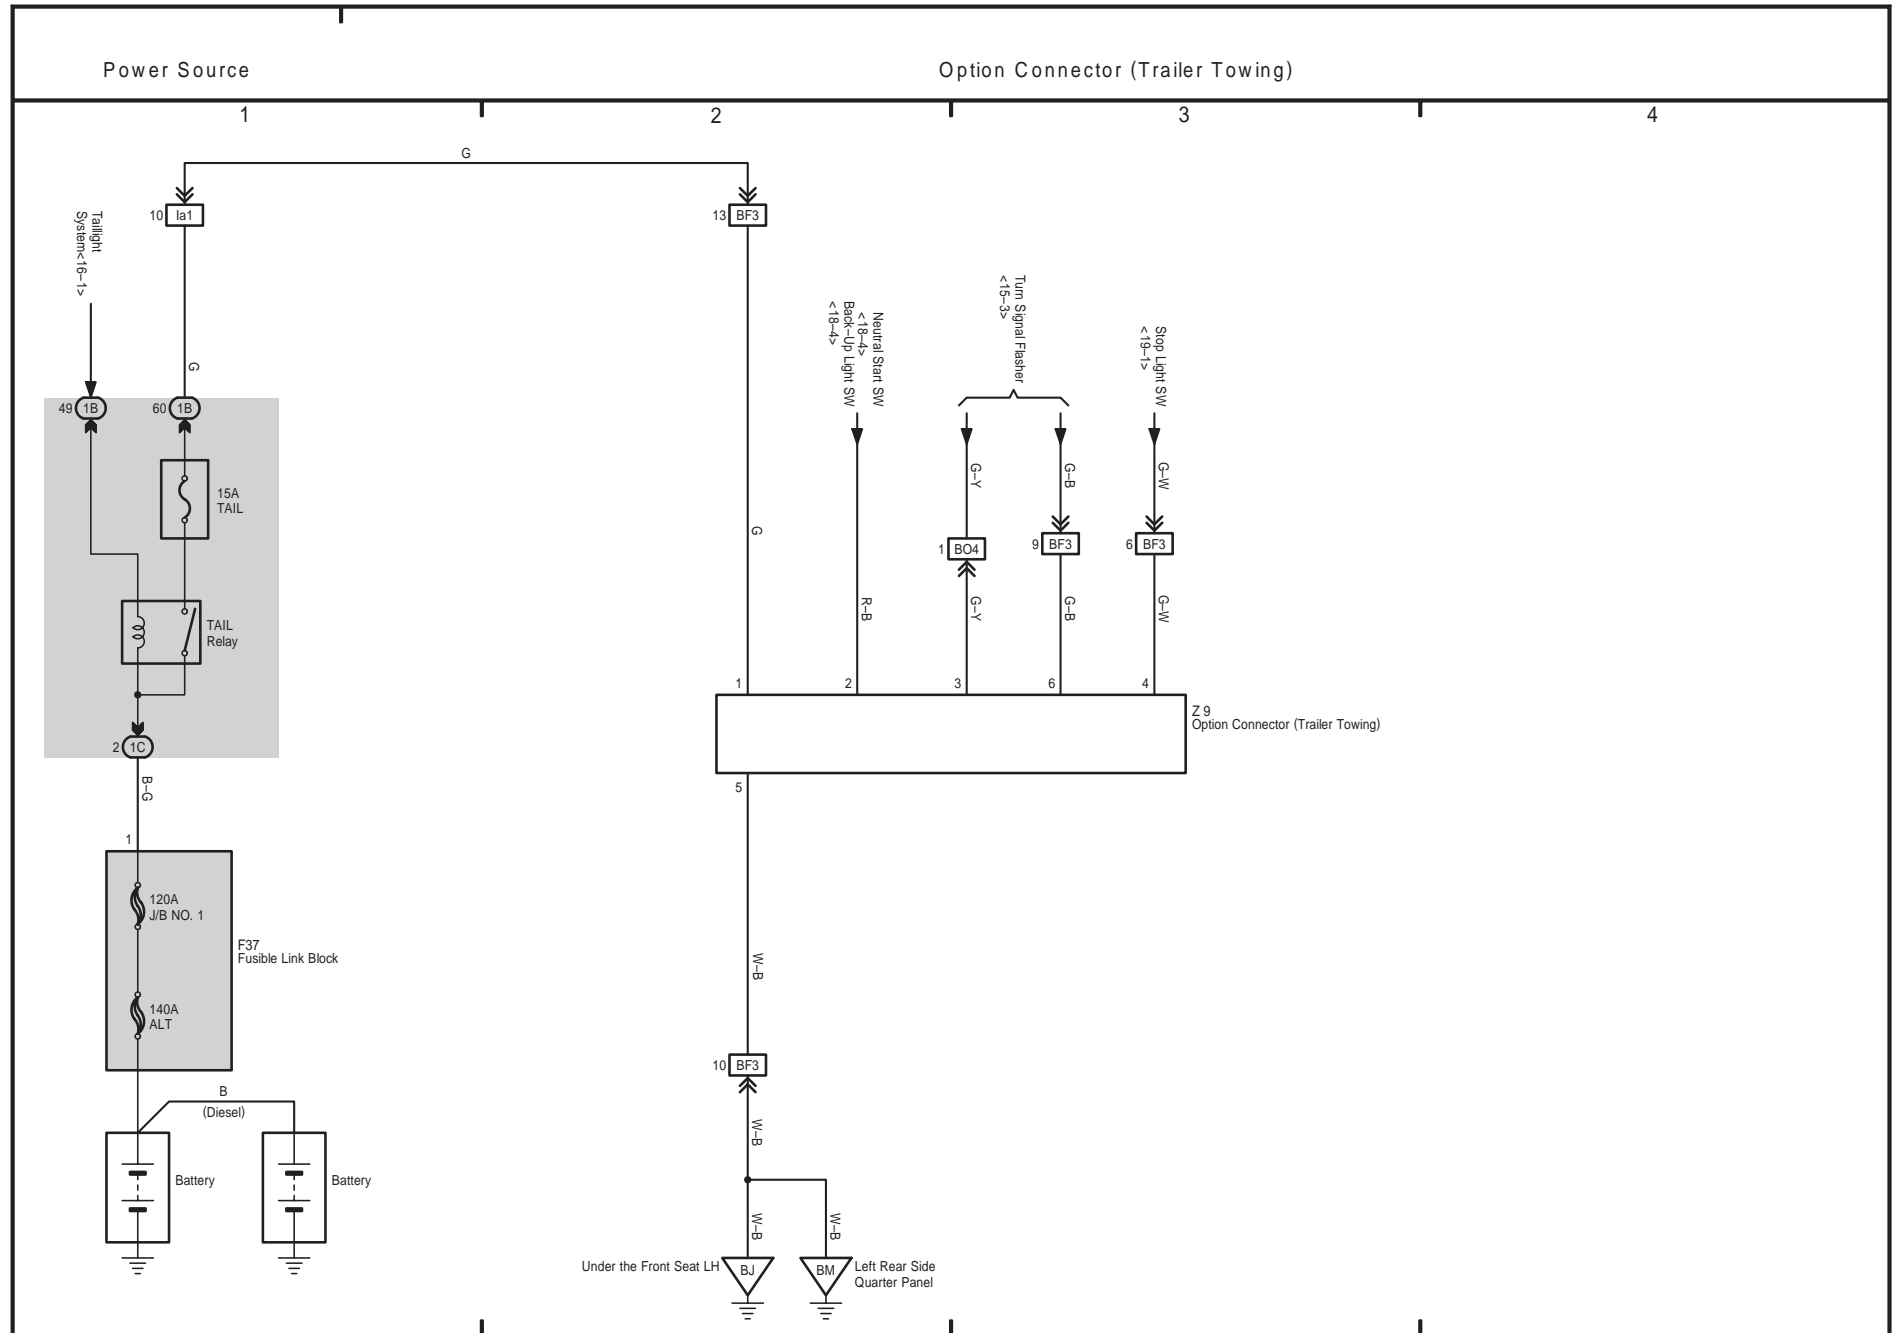 Power Source
Option Connector (Trailer Towing)
1
2
3
4
G
10
Ia1
13
BF3
Taillight
System<16–1>
G
49
1B
60
1B
15A
TAIL
TAIL
Relay
2
1C
B–G
1
120A
J/B NO. 1
F37
Fusible Link Block
140A
ALT
B
(Diesel)
Battery
Battery
G
Neutral Start SW
<18–4>
Back–Up Light SW
<18–4>
Turn Signal Flasher
<15–3>
Stop Light SW
<19–1>
G–Y
G–B
G–W
1
BO4
9
BF3
6
BF3
R–B
G–Y
G–B
G–W
1
2
3
6
4
Z 9
Option Connector (Trailer Towing)
5
W–B
10
BF3
W–B
W–B
W–B
Under the Front Seat LH
BJ
BM
Left Rear Side
Quarter Panel